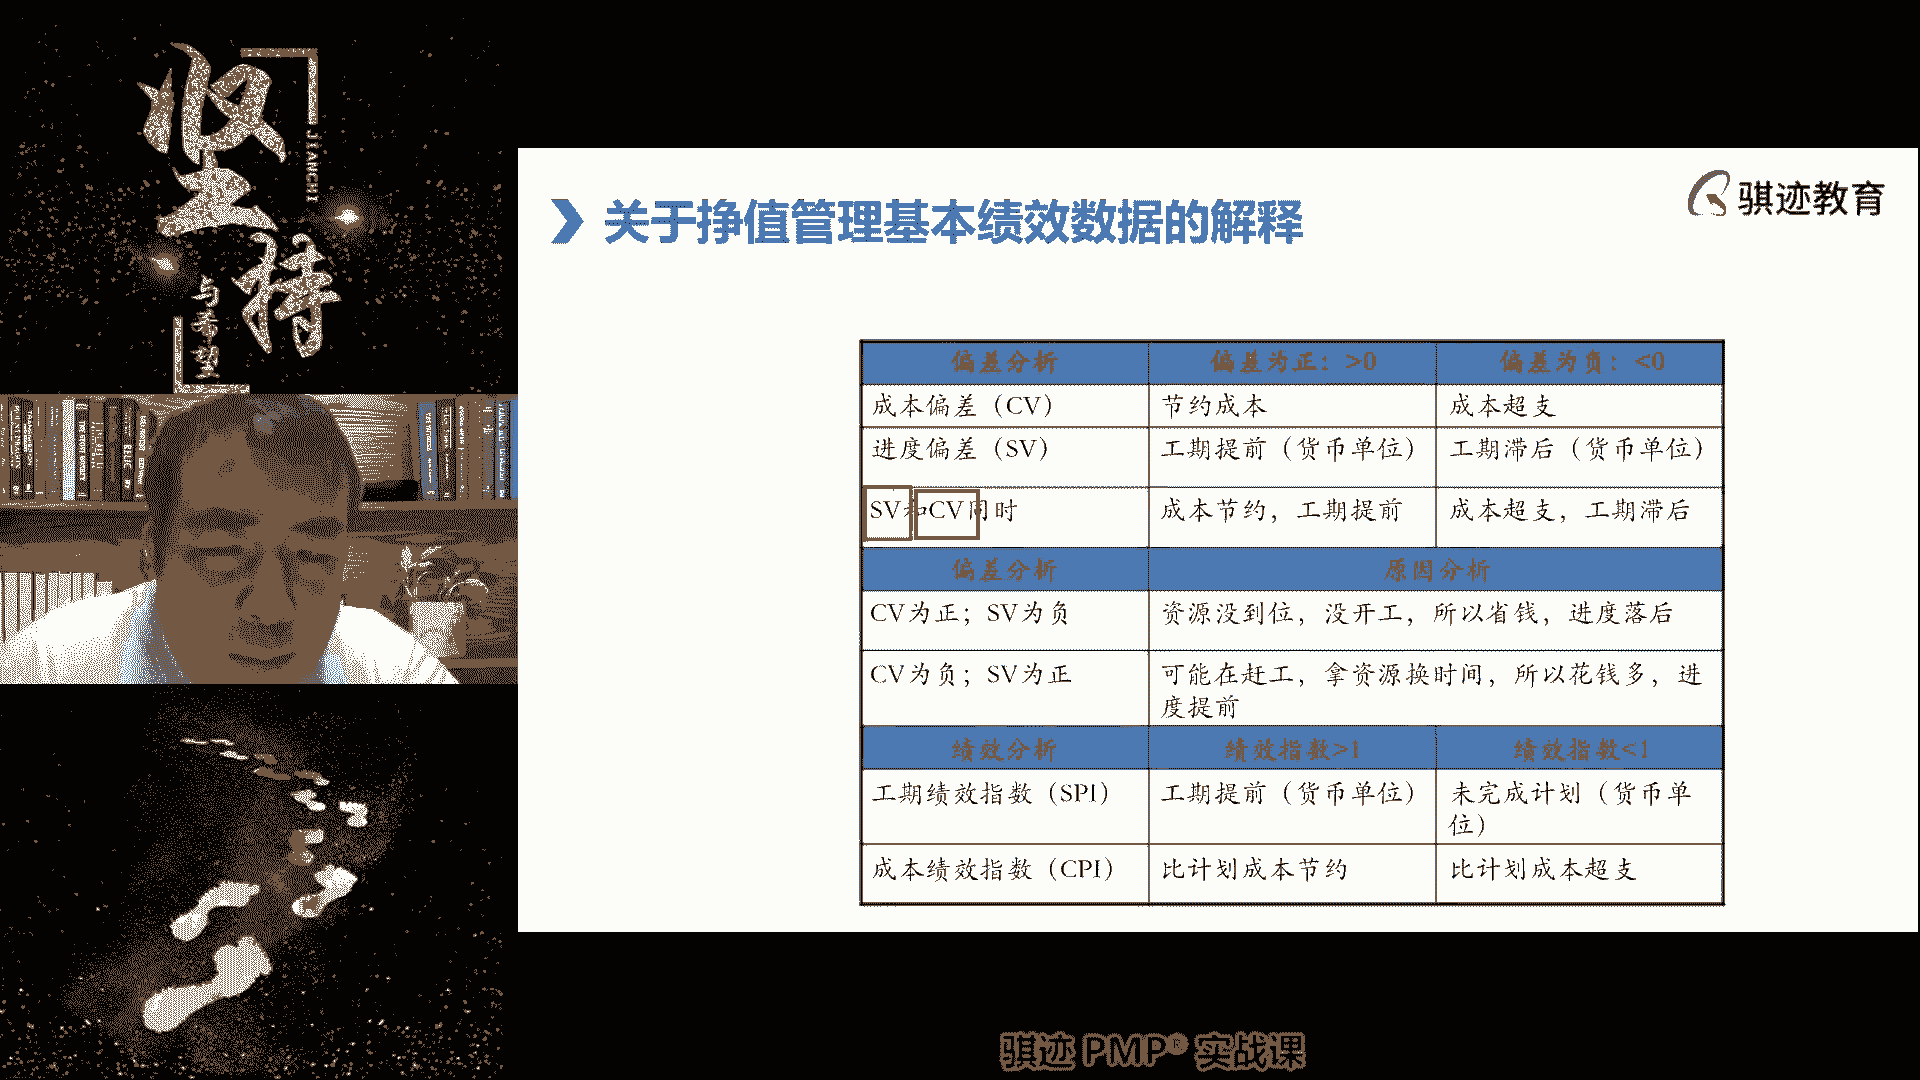 坚持
JIANCHI
与希望
骐迹教育
关于挣值管理基本绩效数据的解释
偏差分析 偏差为正：>0 偏差为负：<0
成本偏差（CV） 节约成本 成本超支
进度偏差（SV） 工期提前（货币单位） 工期滞后（货币单位）
SV和CV同时 成本节约，工期提前 成本超支，工期滞后
偏差分析 原因分析
CV为正；SV为负 资源没到位，没开工，所以省钱，进度落后
CV为负；SV为正 可能在赶工，拿资源换时间，所以花钱多，进
度提前
绩效分析 绩效指数>1 绩效指数<1
工期绩效指数（SPI） 工期提前（货币单位） 未完成计划（货币单
位）
成本绩效指数（CPI） 比计划成本节约 比计划成本超支
骐迹 PMP® 实战课